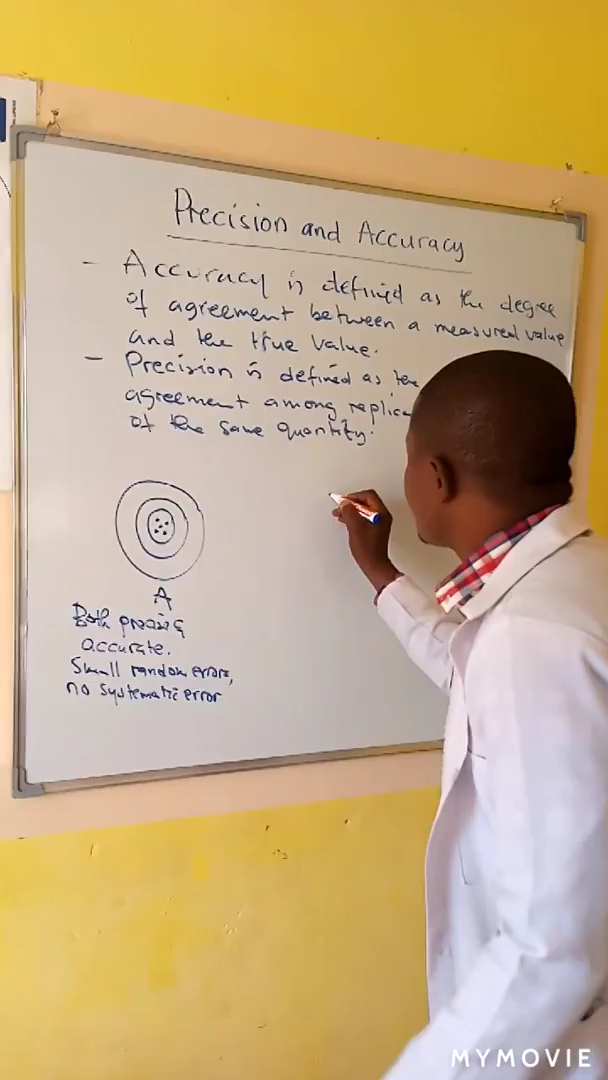 Precision and Accuracy
- Accuracy is defined as the degree
of agreement between a measured value
and the true value.
- Precision is defined as the
agreement among
of the same quantity.
A
Both precise &
accurate.
Small random errors,
no systematic error
MYMOVIE